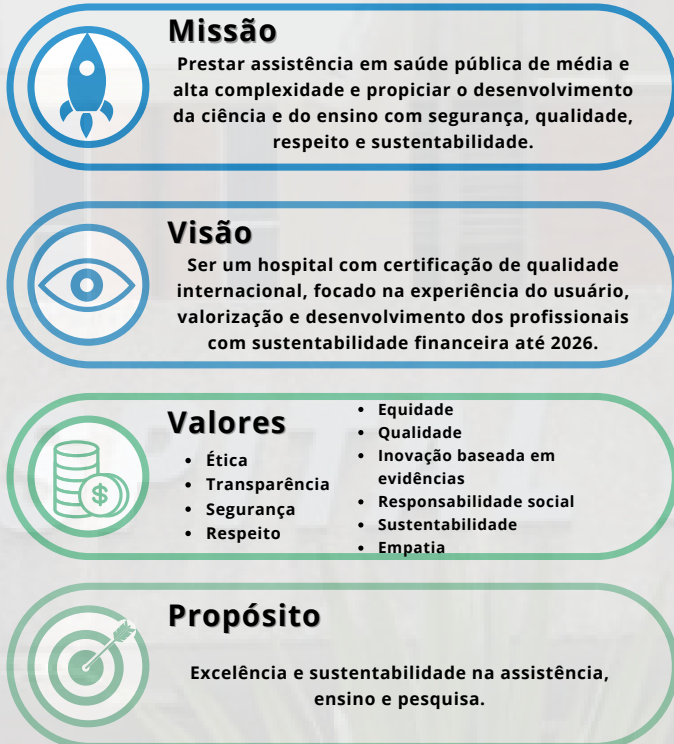 Missão
Prestar assistência em saúde pública de média e
alta complexidade e propiciar o desenvolvimento
da ciência e do ensino com segurança, qualidade,
respeito e sustentabilidade.
Visão
Ser um hospital com certificação de qualidade
internacional, focado na experiência do usuário,
valorização e desenvolvimento dos profissionais
com sustentabilidade financeira até 2026.
Valores
• Ética
• Transparência
• Segurança
• Respeito
• Equidade
• Qualidade
• Inovação baseada em
evidências
• Responsabilidade social
• Sustentabilidade
• Empatia
$
Propósito
Excelência e sustentabilidade na assistência,
ensino e pesquisa.